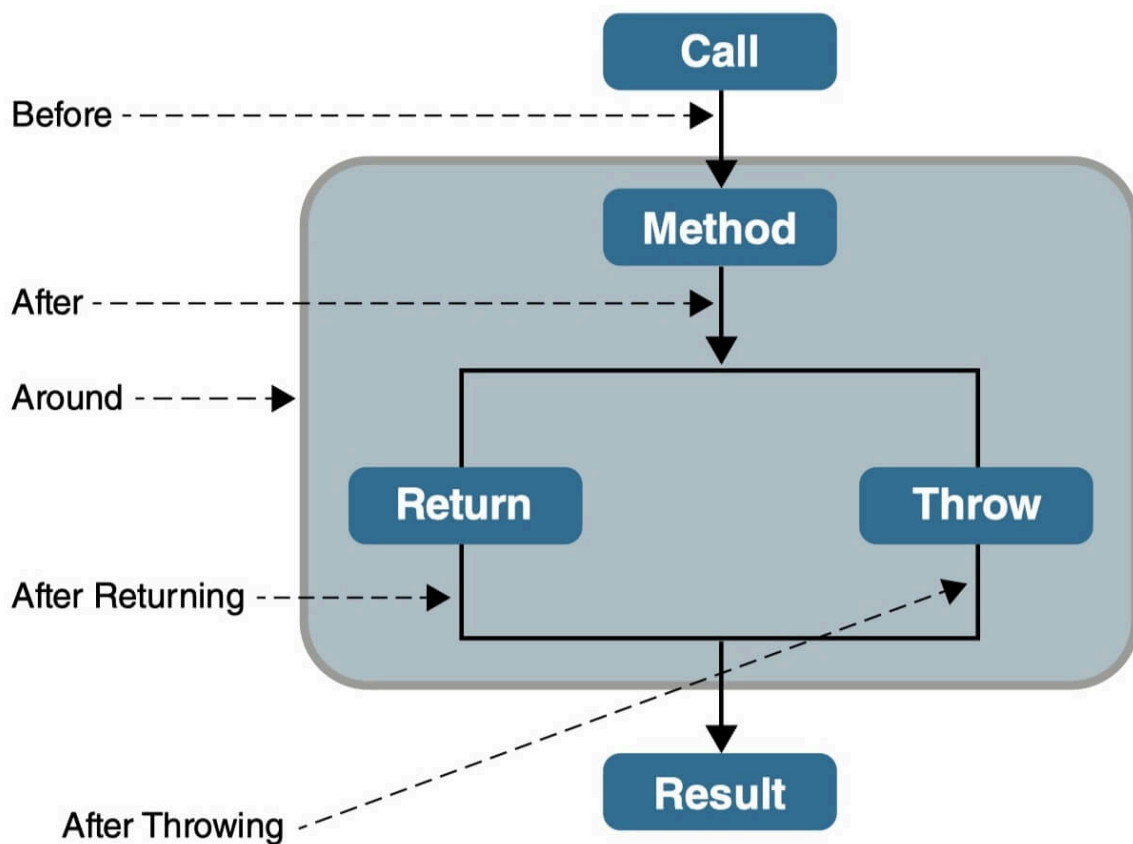 Call
Before
Method
After
Around
Return
Throw
After Returning
Result
After Throwing